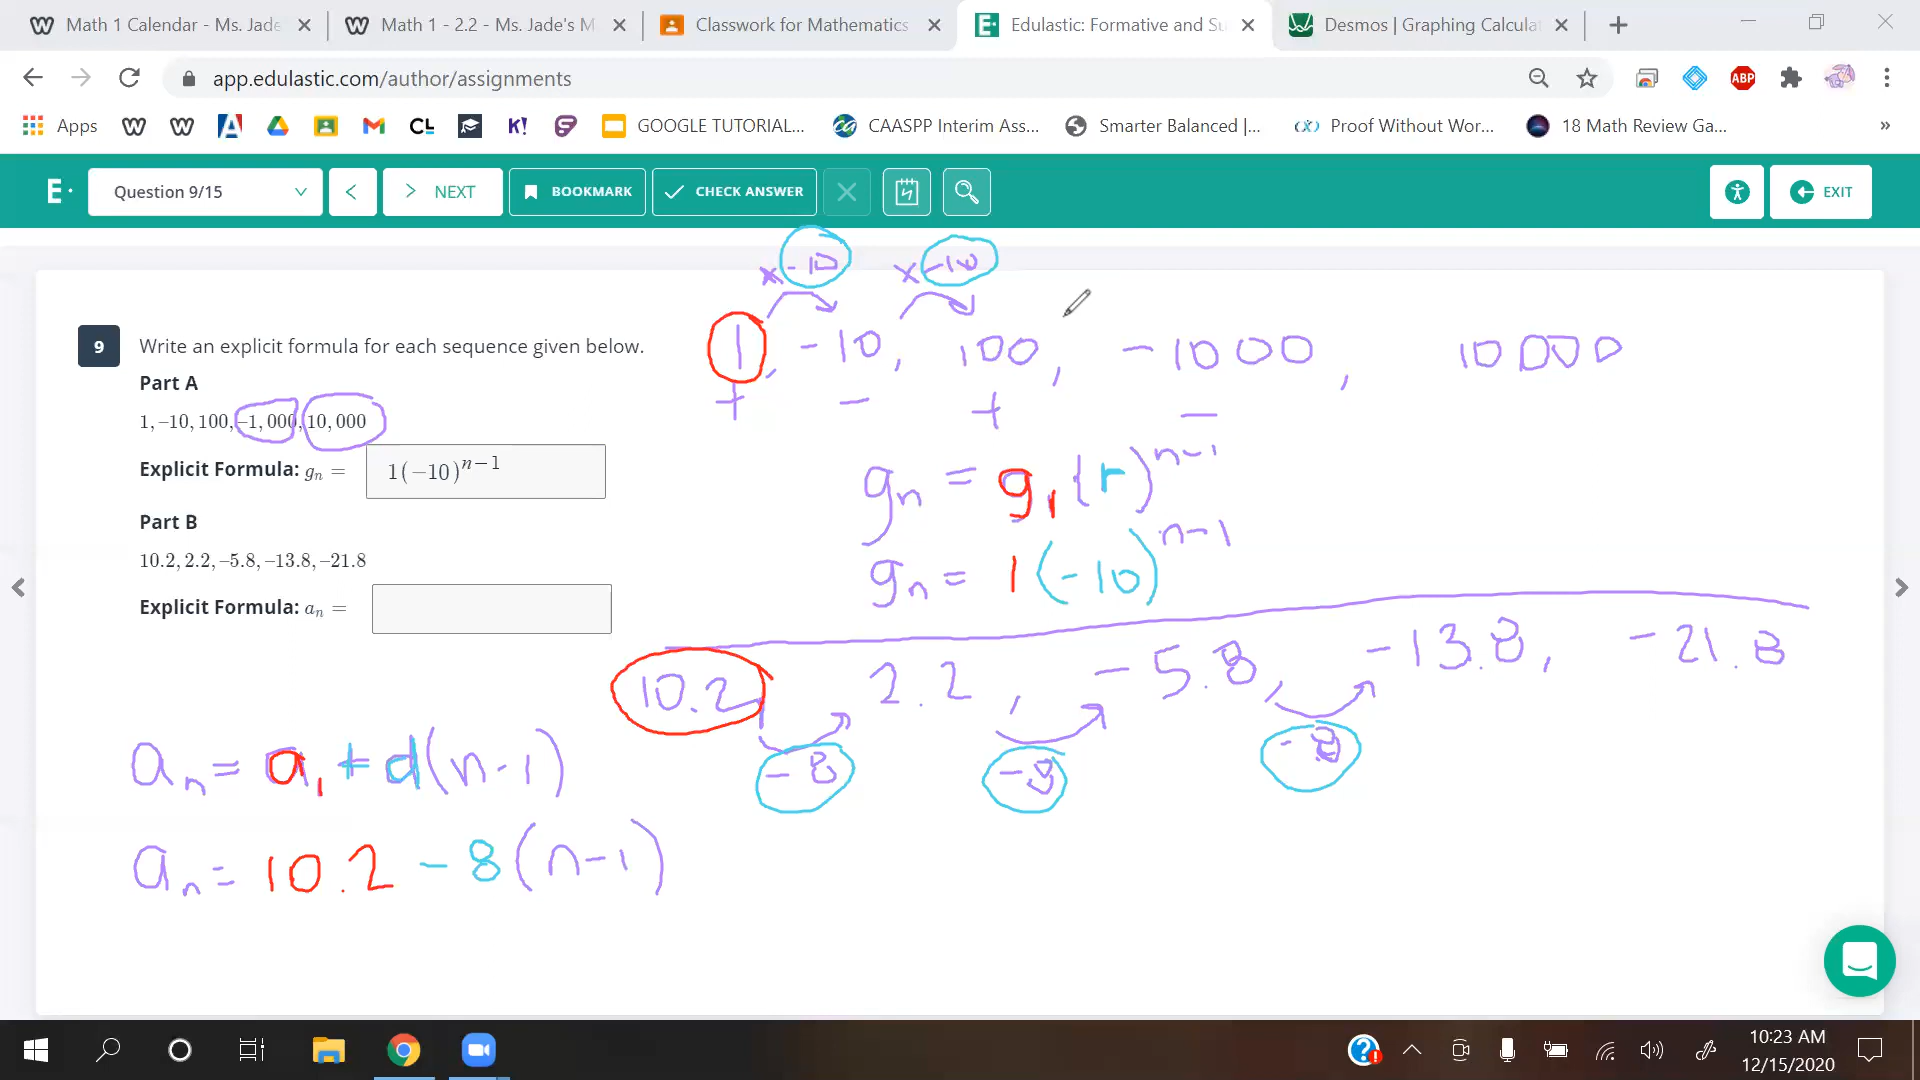 Math 1 Calendar - Ms. Jade
Math 1 - 2.2 - Ms. Jade's M
Classwork for Mathematics
Edulastic: Formative and Su
Desmos | Graphing Calculat
app.edulastic.com/author/assignments
ABP
Apps
CL
K!
GOOGLE TUTORIAL...
CAASPP Interim Ass...
Smarter Balanced |...
Proof Without Wor...
18 Math Review Ga...
»
E
Question 9/15
< > NEXT
BOOKMARK
CHECK ANSWER
EXIT
× -10 × -10
9 Write an explicit formula for each sequence given below.
1, -10, 100, -1000, 10000
+ - + -
Part A
1, −10, 100, −1,000, 10,000
Explicit Formula: gₙ = 1(−10)ⁿ⁻¹
gₙ = g₁(r)ⁿ⁻¹
gₙ = 1(-10)ⁿ⁻¹
Part B
10.2, 2.2, −5.8, −13.8, −21.8
Explicit Formula: aₙ =
10.2 2.2, -5.8, -13.8, -21.8
-8 -8 -8
aₙ = a₁ + d(n-1)
aₙ = 10.2 - 8(n-1)
10:23 AM
12/15/2020